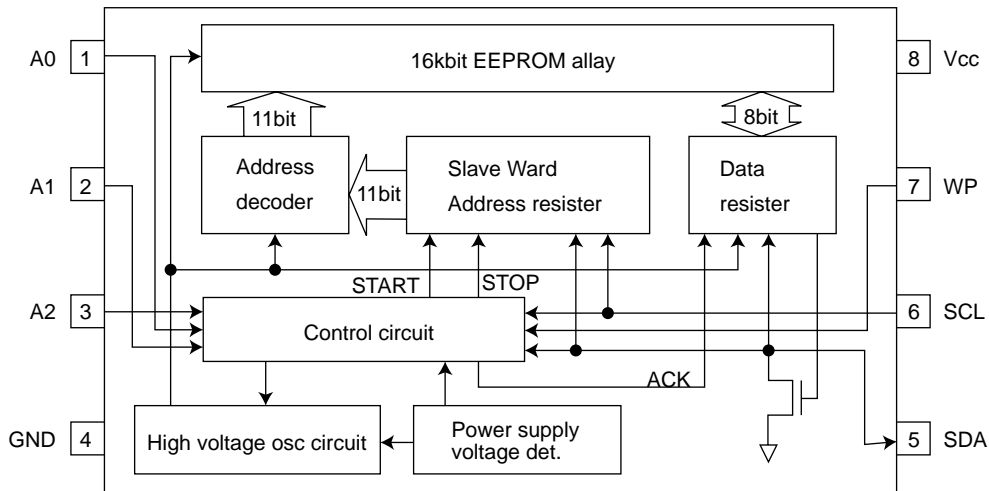 A0
1
16kbit EEPROM allay
8
Vcc
11bit
8bit
A1
2
Address
decoder
11bit
Slave Ward
Address resister
Data
resister
7
WP
START
STOP
A2
3
Control circuit
6
SCL
ACK
GND
4
High voltage osc circuit
Power supply
voltage det.
5
SDA